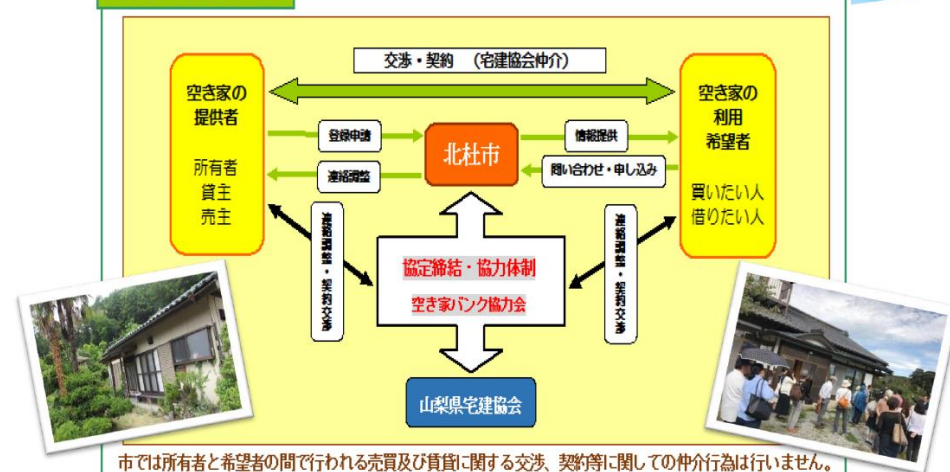 交渉・契約　（宅建協会仲介）
空き家の
提供者
所有者
貸主
売主
登録申請
連絡調整
北杜市
情報提供
問い合わせ・申し込み
空き家の
利用
希望者
買いたい人
借りたい人
連絡調整・契約交渉
協定締結・協力体制
空き家バンク協力会
連絡調整・契約交渉
山梨県宅建協会
市では所有者と希望者の間で行われる売買及び賃貸に関する交渉、契約等に関しての仲介行為は行いません。